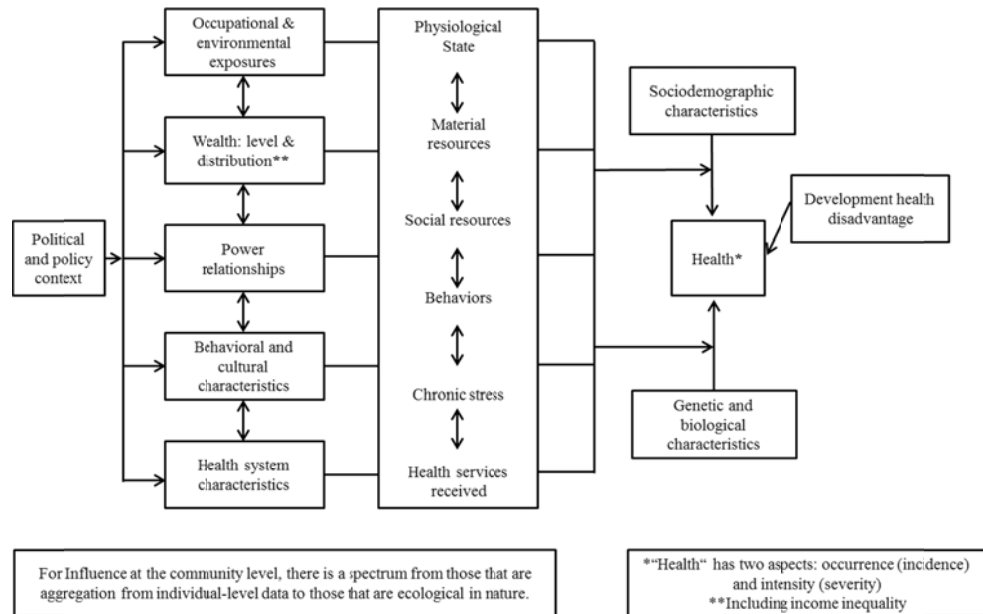 Political
and policy
context
Occupational &
environmental
exposures
Wealth: level &
distribution**
Power
relationships
Behavioral and
cultural
characteristics
Health system
characteristics
Physiological
State
Material
resources
Social resources
Behaviors
Chronic stress
Health services
received
Sociodemographic
characteristics
Development health
disadvantage
Health*
Genetic and
biological
characteristics
For Influence at the community level, there is a spectrum from those that are
aggregation from individual-level data to those that are ecological in nature.
*“Health“ has two aspects: occurrence (incidence)
and intensity (severity)
**Including income inequality